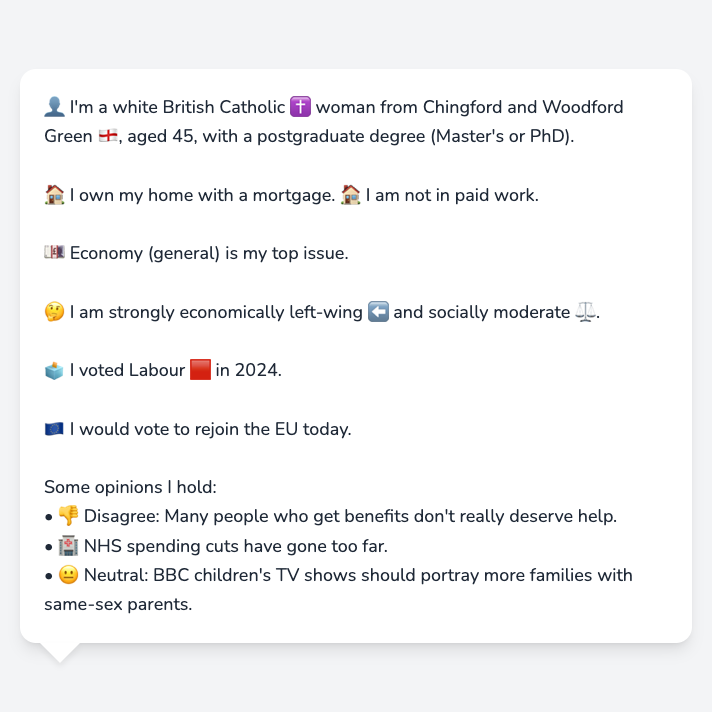 👤 I'm a white British Catholic ✝️ woman from Chingford and Woodford
Green 🏴󠁧󠁢󠁥󠁮󠁧󠁿, aged 45, with a postgraduate degree (Master's or PhD).
🏠 I own my home with a mortgage. 🏠 I am not in paid work.
💷 Economy (general) is my top issue.
🤔 I am strongly economically left-wing ⬅️ and socially moderate ⚖️.
🗳️ I voted Labour 🟥 in 2024.
🇪🇺 I would vote to rejoin the EU today.
Some opinions I hold:
• 👎 Disagree: Many people who get benefits don't really deserve help.
• 🏥 NHS spending cuts have gone too far.
• 😐 Neutral: BBC children's TV shows should portray more families with
same-sex parents.